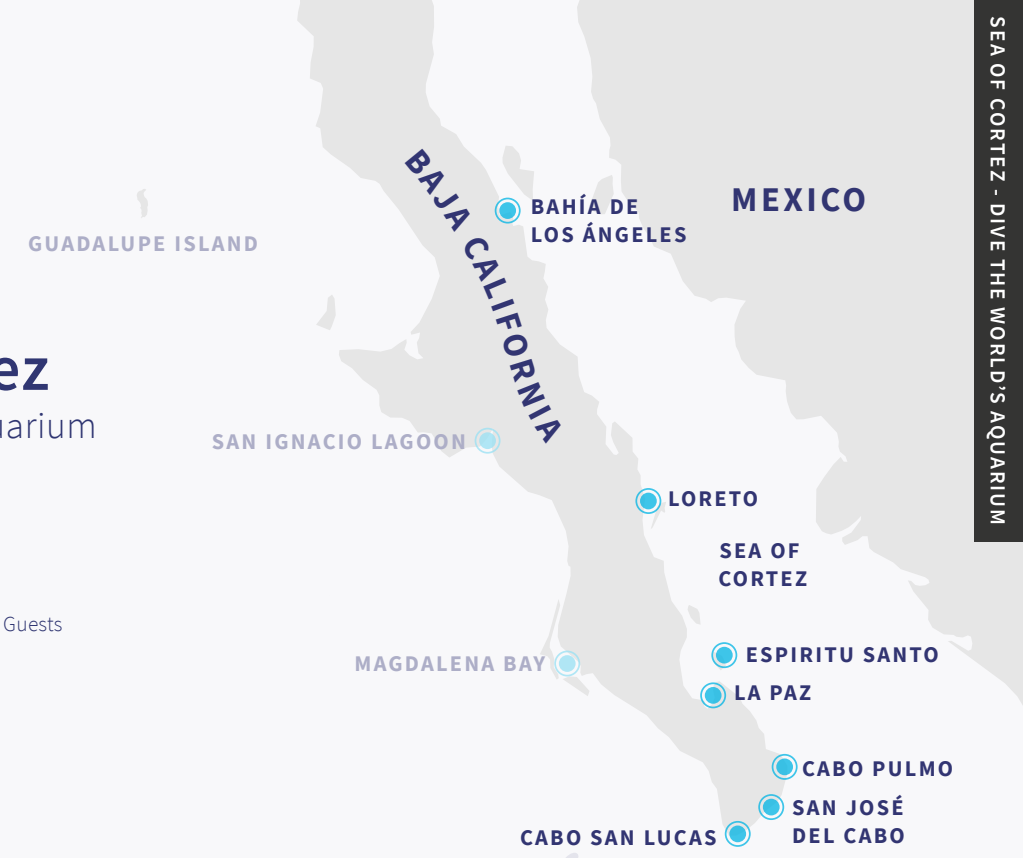 SEA OF CORTEZ - DIVE THE WORLD'S AQUARIUM
BAJA CALIFORNIA
BAHÍA DE
LOS ÁNGELES
MEXICO
GUADALUPE ISLAND
ez
uarium
SAN IGNACIO LAGOON
LORETO
SEA OF
CORTEZ
Guests
MAGDALENA BAY
ESPIRITU SANTO
LA PAZ
CABO PULMO
SAN JOSÉ
DEL CABO
CABO SAN LUCAS